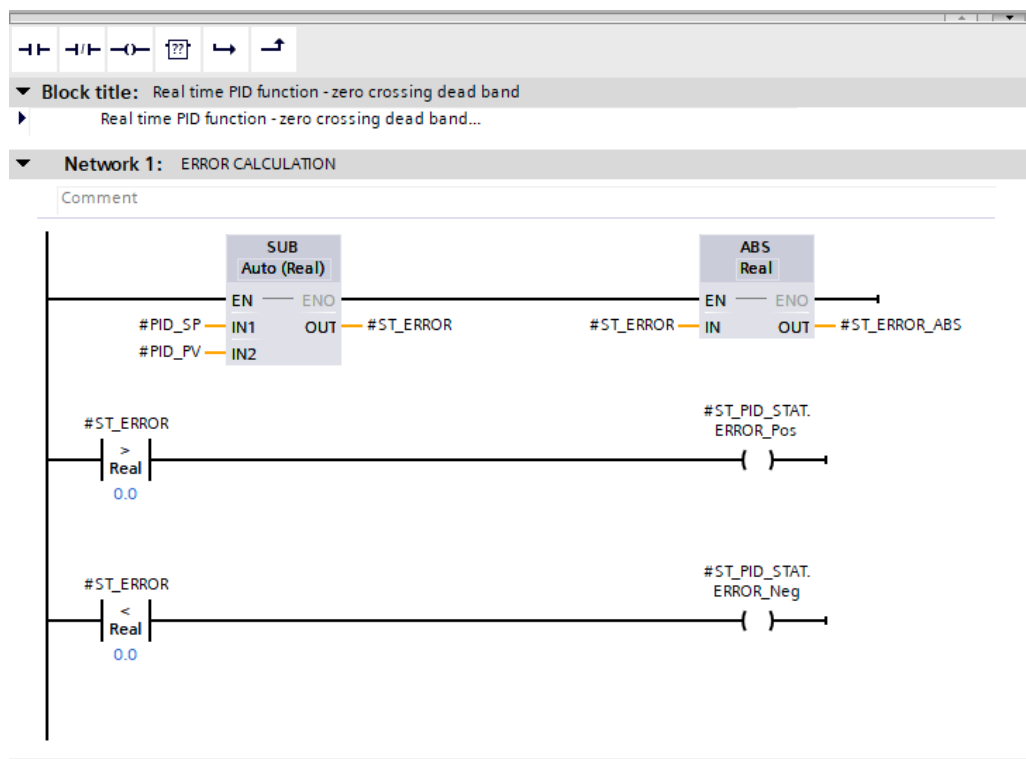 ??
Block title: Real time PID function - zero crossing dead band
Real time PID function - zero crossing dead band...
Network 1: ERROR CALCULATION
Comment
SUB
Auto (Real)
EN ENO
#PID_SP IN1 OUT #ST_ERROR
#PID_PV IN2
ABS
Real
EN ENO
#ST_ERROR IN OUT #ST_ERROR_ABS
#ST_ERROR
>
Real
0.0
#ST_PID_STAT.
ERROR_Pos
#ST_ERROR
<
Real
0.0
#ST_PID_STAT.
ERROR_Neg